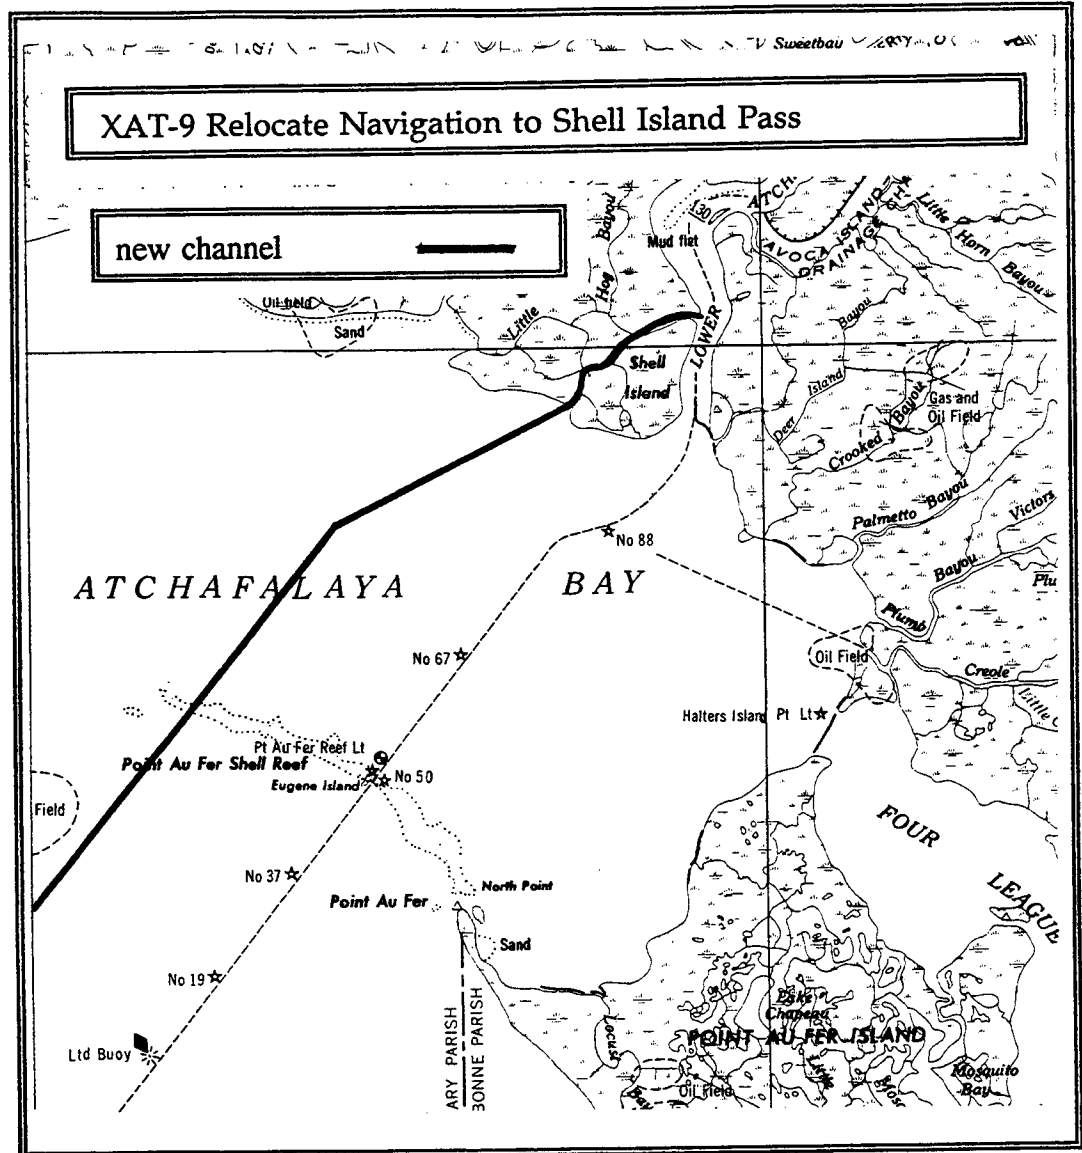 Sweetbay
XAT-9 Relocate Navigation to Shell Island Pass
new channel
Hog Bayou
130
ATCH.
Mud flat
AVOCA ISLAND
DRAINAGE
Little Horn Bayou
Oil field
Sand
Little
LOWER
Shell
Island
Deer Island Bayou
Crooked Bayou
Gas and
Oil Field
Palmetto Bayou
Victors
Bayou
Plu
Plumb
No 88
ATCHAFALAYA BAY
No 67
Oil Field
Creole
Little
Halters Island Pt Lt
Pt Au Fer Reef Lt
Point Au Fer Shell Reef
Eugene Island
No 50
Field
FOUR
LEAGUE
No 37
North Point
Point Au Fer
Sand
No 19
Lake
Chapeau
POINT AU FER ISLAND
Ltd Buoy
ARY PARISH
BONNE PARISH
Locust
Bay
Oil Field
Mosquito
Bay